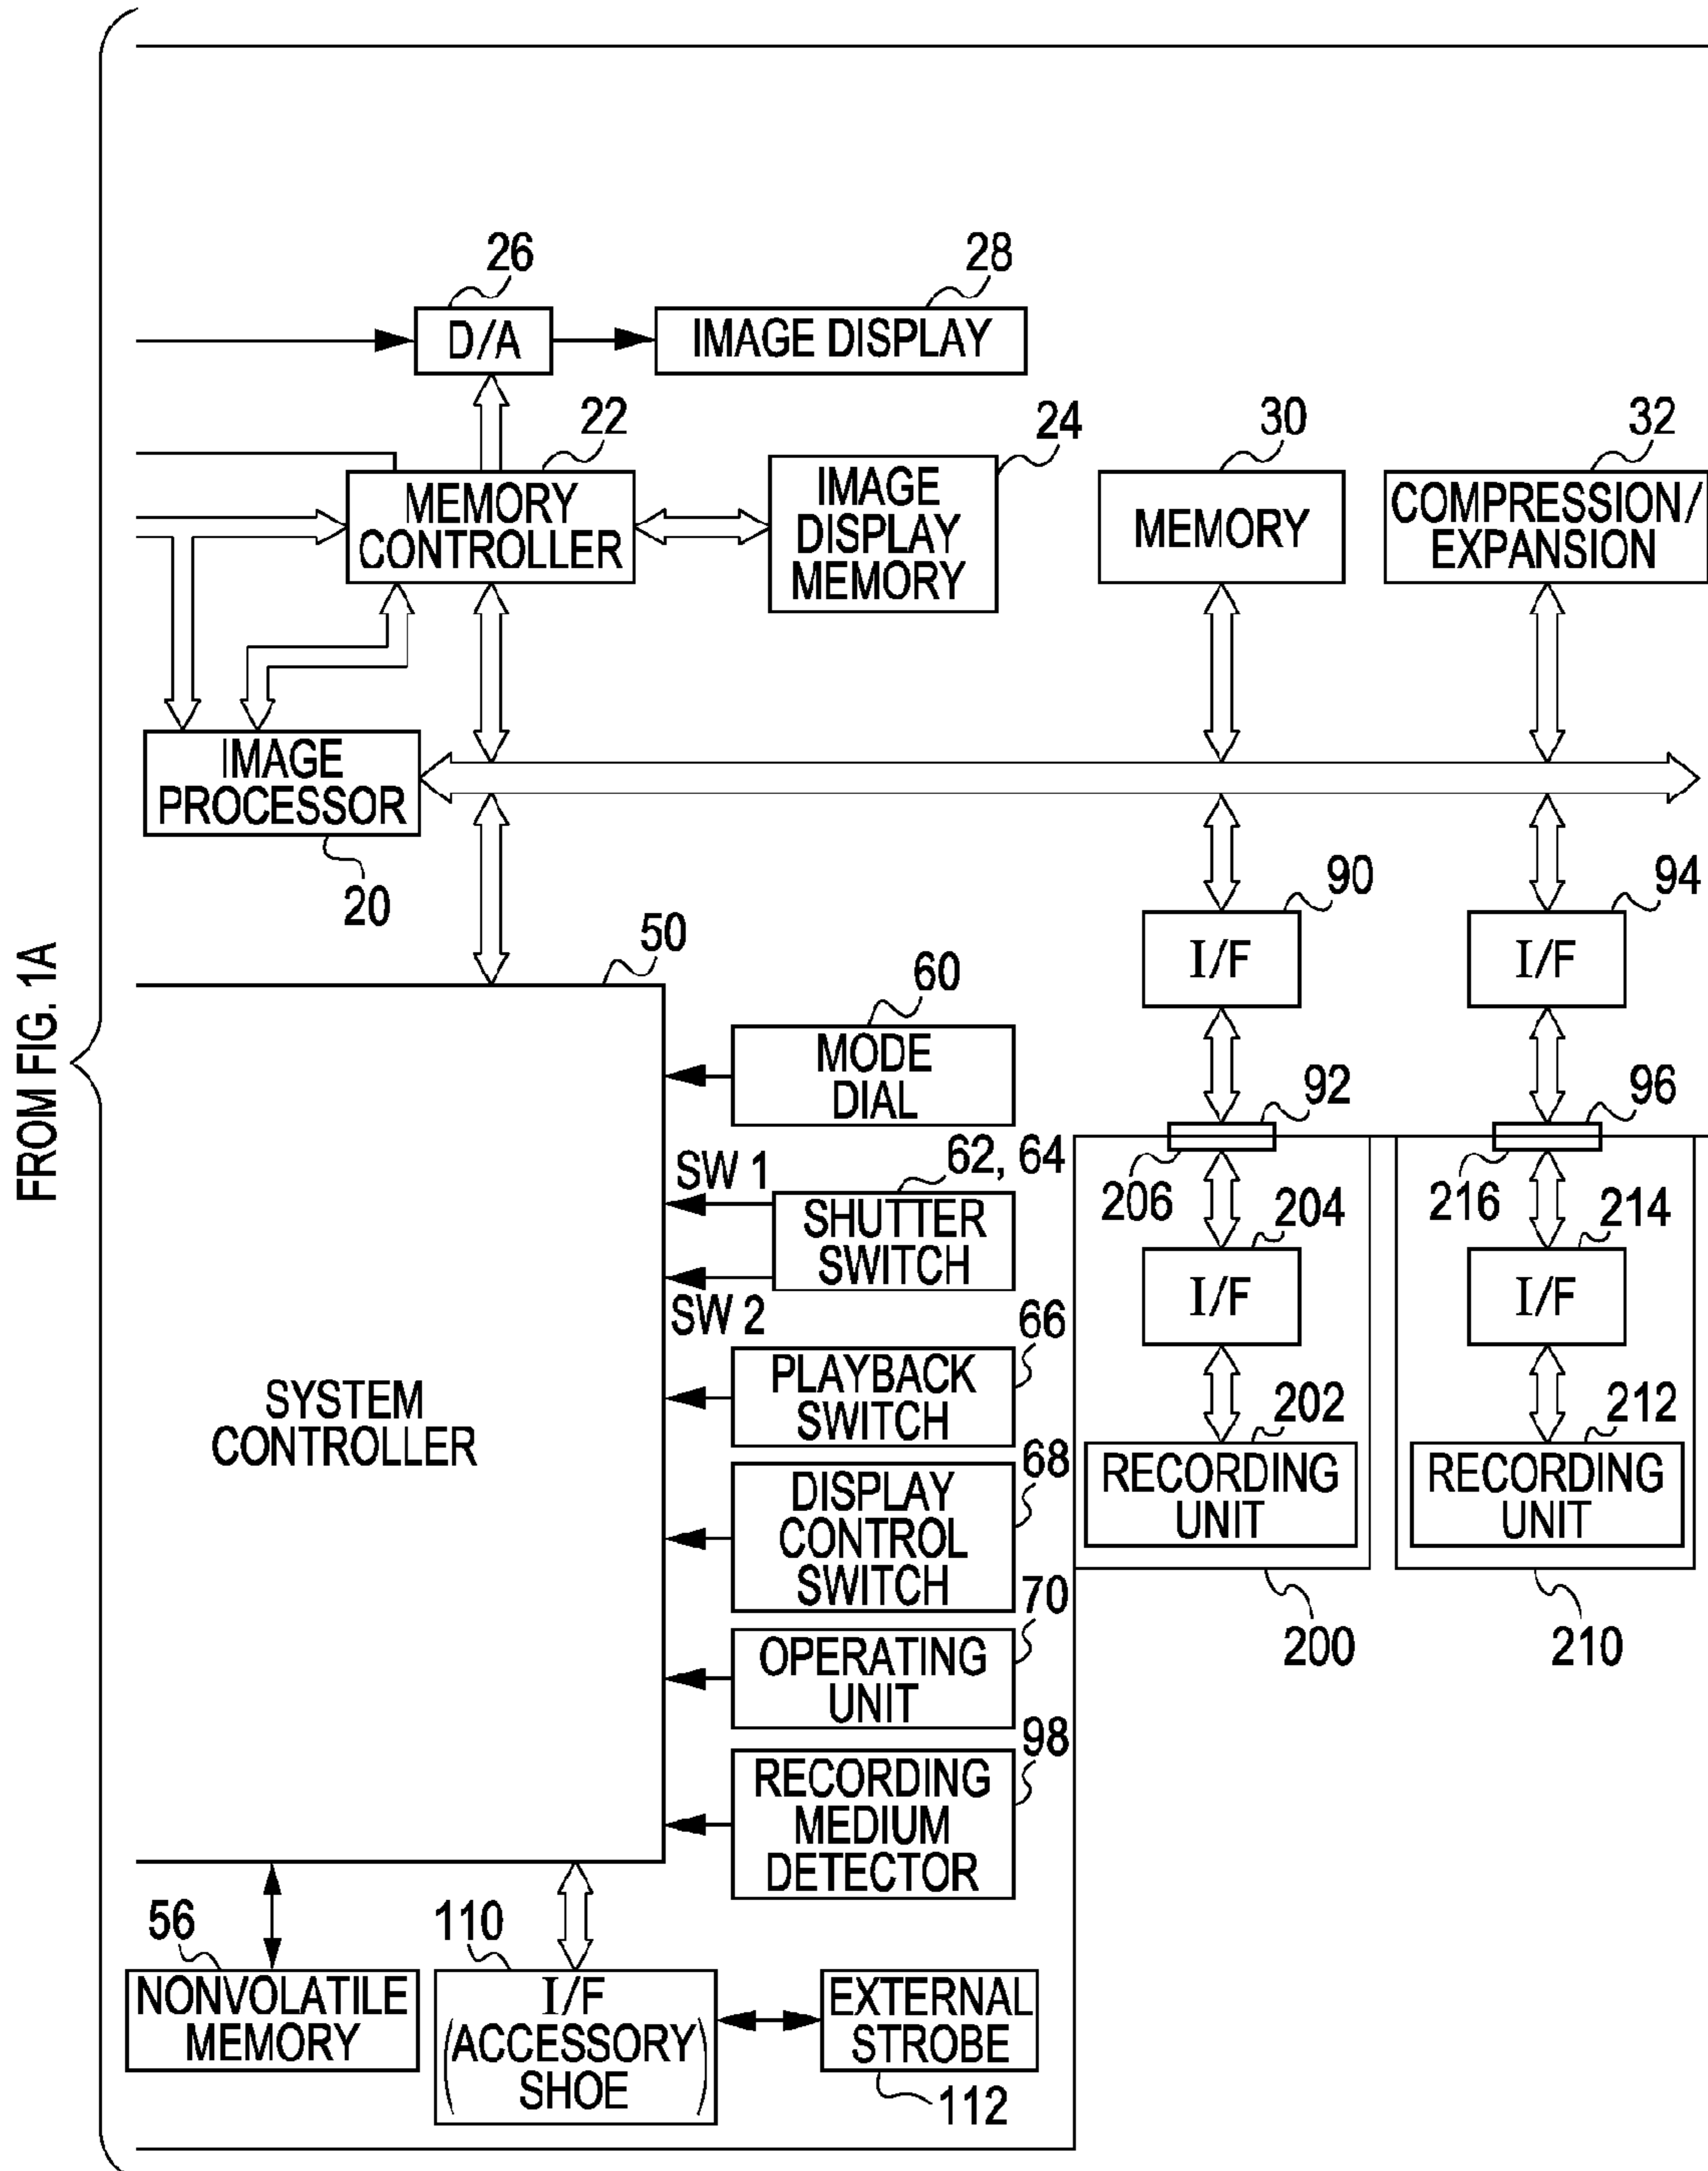 FROM FIG. 1A
26
28
D/A
IMAGE DISPLAY
22
24
30
32
MEMORY
CONTROLLER
IMAGE
DISPLAY
MEMORY
MEMORY
COMPRESSION/
EXPANSION
IMAGE
PROCESSOR
20
90
94
I/F
I/F
50
60
MODE
DIAL
92
96
SW 1
62, 64
206
204
216
214
SHUTTER
SWITCH
I/F
I/F
SW 2
66
PLAYBACK
SWITCH
SYSTEM
CONTROLLER
202
212
68
RECORDING
UNIT
RECORDING
UNIT
DISPLAY
CONTROL
SWITCH
70
200
210
OPERATING
UNIT
98
RECORDING
MEDIUM
DETECTOR
56
110
NONVOLATILE
MEMORY
I/F
(ACCESSORY
SHOE)
EXTERNAL
STROBE
112